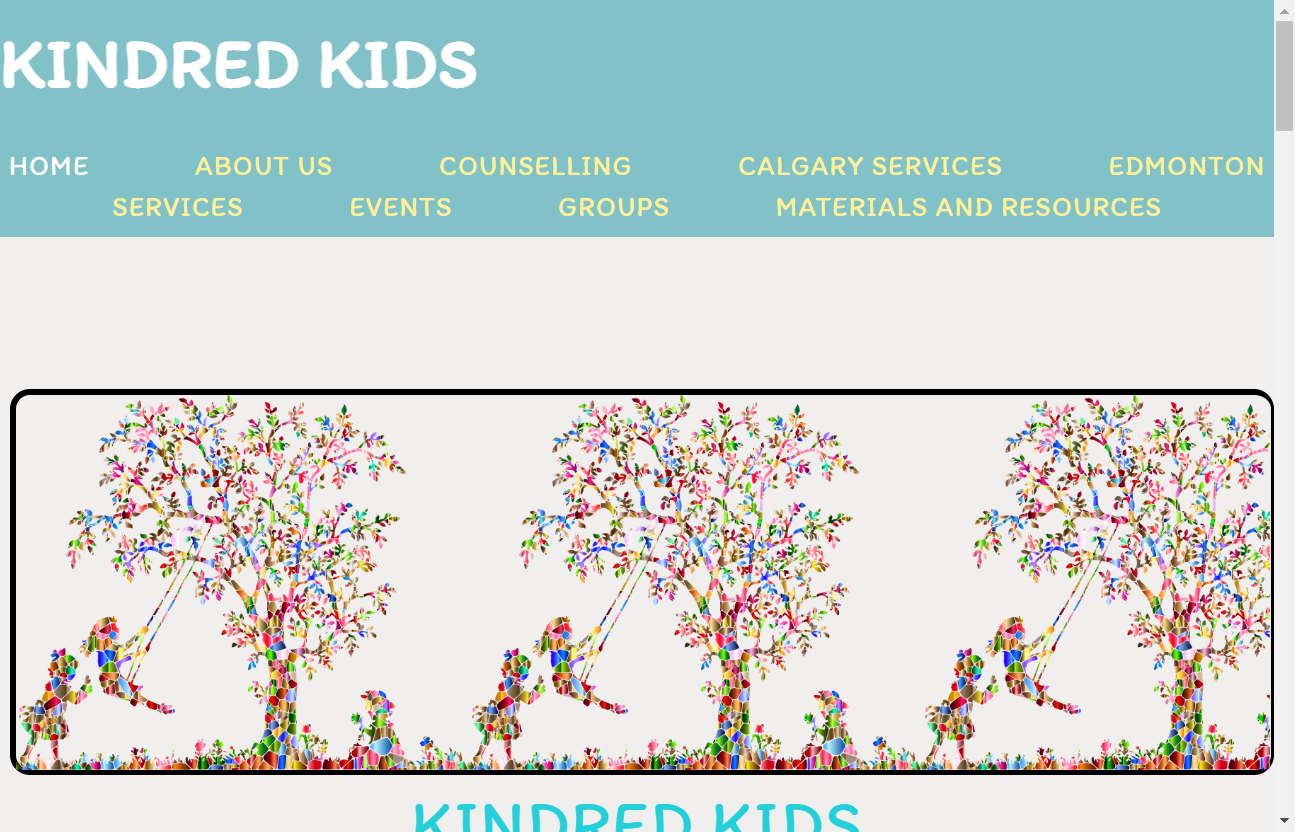 KINDRED KIDS
HOME ABOUT US COUNSELLING CALGARY SERVICES EDMONTON
SERVICES EVENTS GROUPS MATERIALS AND RESOURCES
KINDRED KIDS